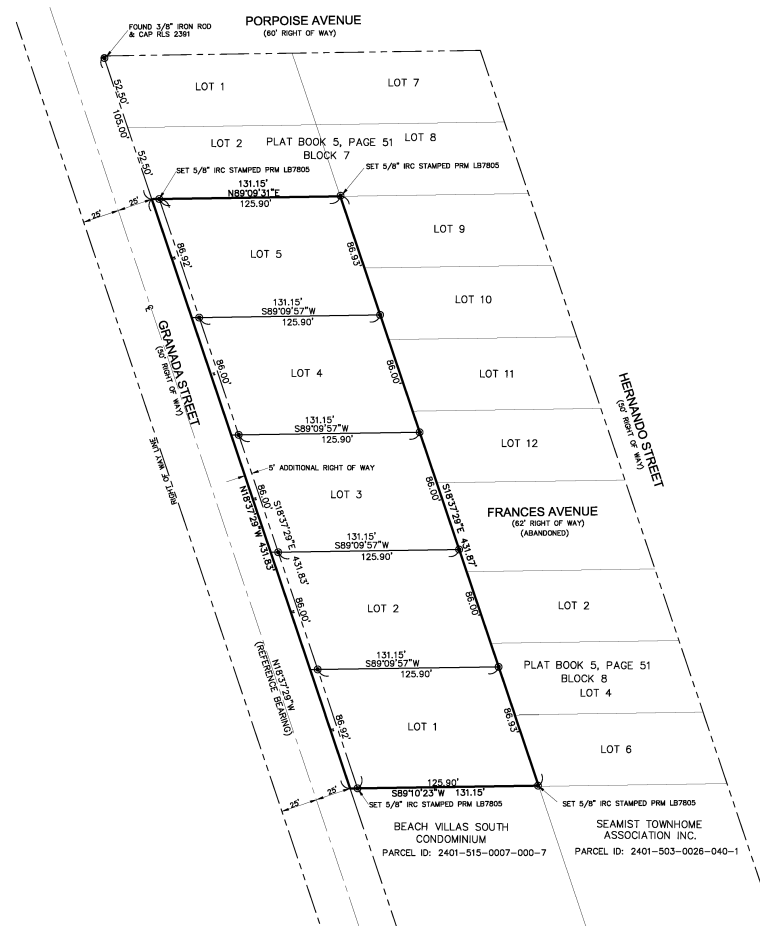 PORPOISE AVENUE
(60' RIGHT OF WAY)
FOUND 3/8" IRON ROD
& CAP RLS 2391
LOT 1
LOT 7
52.50'
105.00'
52.50'
LOT 2
PLAT BOOK 5, PAGE 51
BLOCK 7
LOT 8
SET 5/8" IRC STAMPED PRM LB7805
SET 5/8" IRC STAMPED PRM LB7805
131.15'
N89°09'31"E
125.90'
25'
25'
86.92'
LOT 5
86.93'
LOT 9
131.15'
S89°09'57"W
125.90'
LOT 10
GRANADA STREET
(50' RIGHT OF WAY)
86.00'
LOT 4
86.00'
LOT 11
HERNANDO STREET
(50' RIGHT OF WAY)
131.15'
S89°09'57"W
125.90'
LOT 12
RIGHT OF WAY LINE
5' ADDITIONAL RIGHT OF WAY
86.00'
LOT 3
86.00'
N18°37'29"W 431.83'
S18°37'29"E 431.83'
S18°37'29"E 431.87'
FRANCES AVENUE
(62' RIGHT OF WAY)
(ABANDONED)
131.15'
S89°09'57"W
125.90'
86.00'
LOT 2
86.00'
LOT 2
N18°37'29"W
(REFERENCE BEARING)
131.15'
S89°09'57"W
125.90'
PLAT BOOK 5, PAGE 51
BLOCK 8
LOT 4
86.92'
LOT 1
86.93'
LOT 6
125.90'
S89°10'23"W 131.15'
25'
25'
SET 5/8" IRC STAMPED PRM LB7805
SET 5/8" IRC STAMPED PRM LB7805
BEACH VILLAS SOUTH
CONDOMINIUM
PARCEL ID: 2401-515-0007-000-7
SEAMIST TOWNHOME
ASSOCIATION INC.
PARCEL ID: 2401-503-0026-040-1